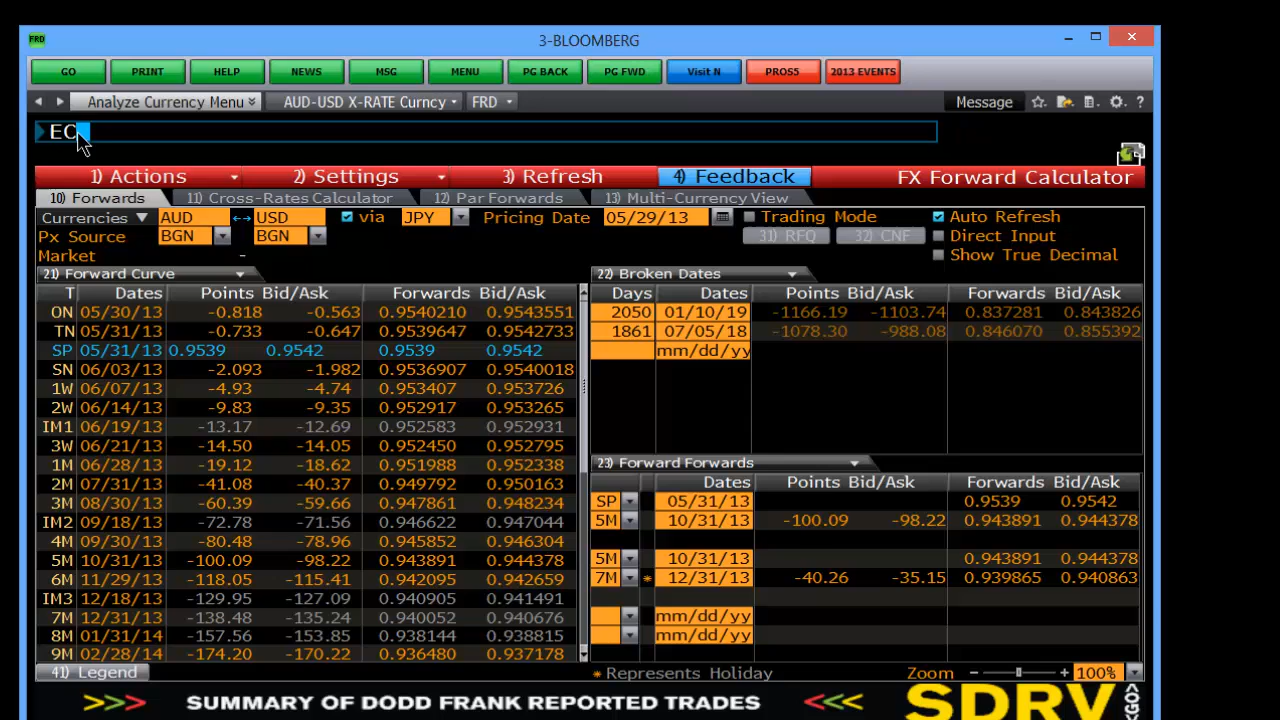 FRD 3-BLOOMBERG
GO PRINT HELP NEWS MSG MENU PG BACK PG FWD Visit N PROS5 2013 EVENTS
Analyze Currency Menu AUD-USD X-RATE Curncy FRD Message ?
EC
1) Actions 2) Settings 3) Refresh 4) Feedback FX Forward Calculator
10) Forwards 11) Cross-Rates Calculator 12) Par Forwards 13) Multi-Currency View
Currencies AUD USD via JPY Pricing Date 05/29/13 Trading Mode Auto Refresh
Px Source BGN BGN 31) RFQ 32) CNF Direct Input
Market - Show True Decimal
21) Forward Curve
T Dates Points Bid/Ask Forwards Bid/Ask
ON 05/30/13 -0.818 -0.563 0.9540210 0.9543551
TN 05/31/13 -0.733 -0.647 0.9539647 0.9542733
SP 05/31/13 0.9539 0.9542 0.9539 0.9542
SN 06/03/13 -2.093 -1.982 0.9536907 0.9540018
1W 06/07/13 -4.93 -4.74 0.953407 0.953726
2W 06/14/13 -9.83 -9.35 0.952917 0.953265
IM1 06/19/13 -13.17 -12.69 0.952583 0.952931
3W 06/21/13 -14.50 -14.05 0.952450 0.952795
1M 06/28/13 -19.12 -18.62 0.951988 0.952338
2M 07/31/13 -41.08 -40.37 0.949792 0.950163
3M 08/30/13 -60.39 -59.66 0.947861 0.948234
IM2 09/18/13 -72.78 -71.56 0.946622 0.947044
4M 09/30/13 -80.48 -78.96 0.945852 0.946304
5M 10/31/13 -100.09 -98.22 0.943891 0.944378
6M 11/29/13 -118.05 -115.41 0.942095 0.942659
IM3 12/18/13 -129.95 -127.09 0.940905 0.941491
7M 12/31/13 -138.48 -135.24 0.940052 0.940676
8M 01/31/14 -157.56 -153.85 0.938144 0.938815
9M 02/28/14 -174.20 -170.22 0.936480 0.937178
22) Broken Dates
Days Dates Points Bid/Ask Forwards Bid/Ask
2050 01/10/19 -1166.19 -1103.74 0.837281 0.843826
1861 07/05/18 -1078.30 -988.08 0.846070 0.855392
mm/dd/yy
23) Forward Forwards
Dates Points Bid/Ask Forwards Bid/Ask
SP 05/31/13 0.9539 0.9542
5M 10/31/13 -100.09 -98.22 0.943891 0.944378
5M 10/31/13 0.943891 0.944378
7M * 12/31/13 -40.26 -35.15 0.939865 0.940863
mm/dd/yy
mm/dd/yy
41) Legend * Represents Holiday Zoom - + 100%
>>> SUMMARY OF DODD FRANK REPORTED TRADES <<< SDRV <GO>